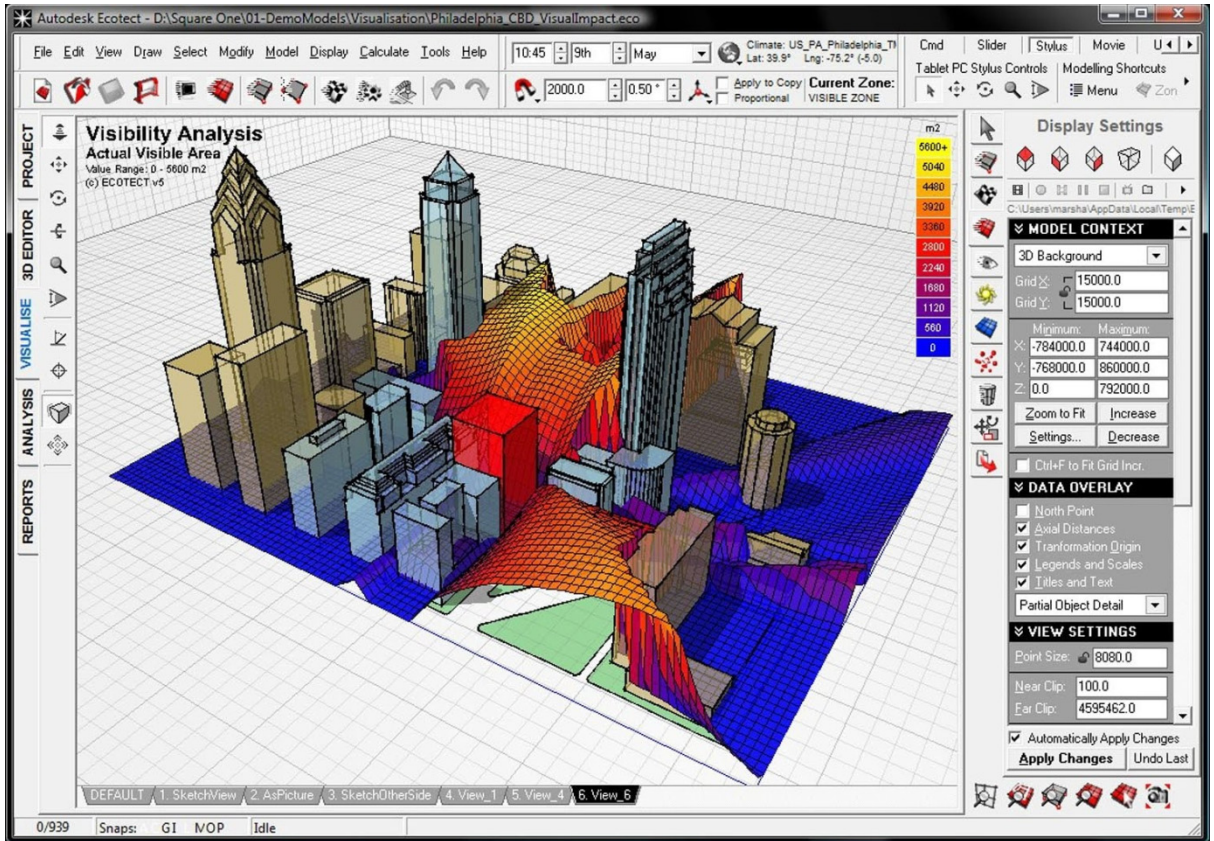 Autodesk Ecotect - D:\Square One\01-DemoModels\Visualisation\Philadelphia_CBD_VisualImpact.eco
File Edit View Draw Select Modify Model Display Calculate Tools Help
10:45 9th May
Climate: US_PA_Philadelphia_T
Lat: 39.9° Lng: -75.2° (-5.0)
Cmd Slider Stylus Movie U
Tablet PC Stylus Controls Modelling Shortcuts
Menu Zon
2000.0 0.50 °
Apply to Copy
Proportional
Current Zone:
VISIBLE ZONE
PROJECT
3D EDITOR
VISUALISE
ANALYSIS
REPORTS
Visibility Analysis
Actual Visible Area
Value Range: 0 - 5600 m2
(c) ECOTECT v5
m2
5600+
5040
4480
3920
3360
2800
2240
1680
1120
560
0
Display Settings
C:\Users\marsha\AppData\Local\Temp\E
MODEL CONTEXT
3D Background
Grid X: 15000.0
Grid Y: 15000.0
Minimum: Maximum:
X: -784000.0 744000.0
Y: -768000.0 860000.0
Z: 0.0 792000.0
Zoom to Fit Increase
Settings... Decrease
Ctrl+F to Fit Grid Incr.
DATA OVERLAY
North Point
Axial Distances
Tranformation Origin
Legends and Scales
Titles and Text
Partial Object Detail
VIEW SETTINGS
Point Size: 8080.0
Near Clip: 100.0
Far Clip: 4595462.0
Automatically Apply Changes
Apply Changes Undo Last
DEFAULT 1. SketchView 2. AsPicture 3. SketchOtherSide 4. View_1 5. View_4 6. View_6
0/939 Snaps: GI Idle